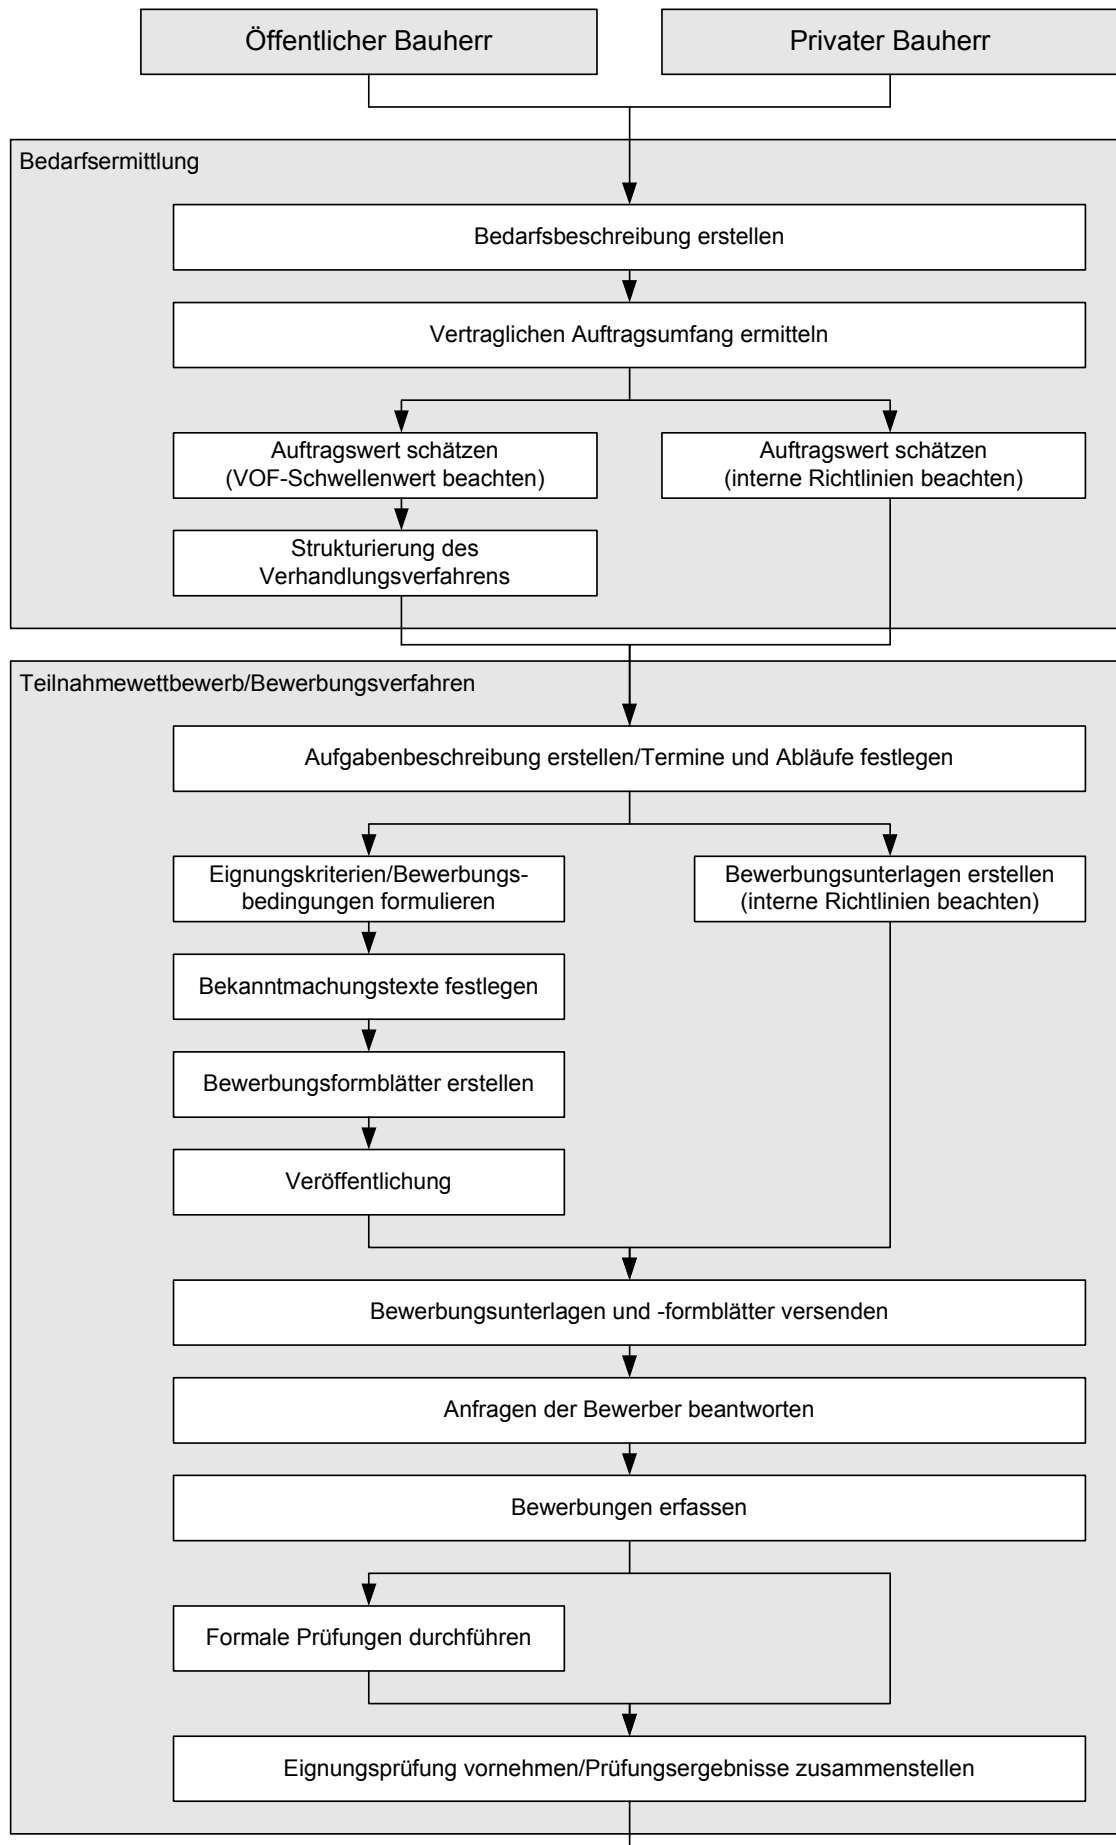 Öffentlicher Bauherr
Privater Bauherr
Bedarfsermittlung
Bedarfsbeschreibung erstellen
Vertraglichen Auftragsumfang ermitteln
Auftragswert schätzen
(VOF-Schwellenwert beachten)
Auftragswert schätzen
(interne Richtlinien beachten)
Strukturierung des
Verhandlungsverfahrens
Teilnahmewettbewerb/Bewerbungsverfahren
Aufgabenbeschreibung erstellen/Termine und Abläufe festlegen
Eignungskriterien/Bewerbungs-
bedingungen formulieren
Bewerbungsunterlagen erstellen
(interne Richtlinien beachten)
Bekanntmachungstexte festlegen
Bewerbungsformblätter erstellen
Veröffentlichung
Bewerbungsunterlagen und -formblätter versenden
Anfragen der Bewerber beantworten
Bewerbungen erfassen
Formale Prüfungen durchführen
Eignungsprüfung vornehmen/Prüfungsergebnisse zusammenstellen